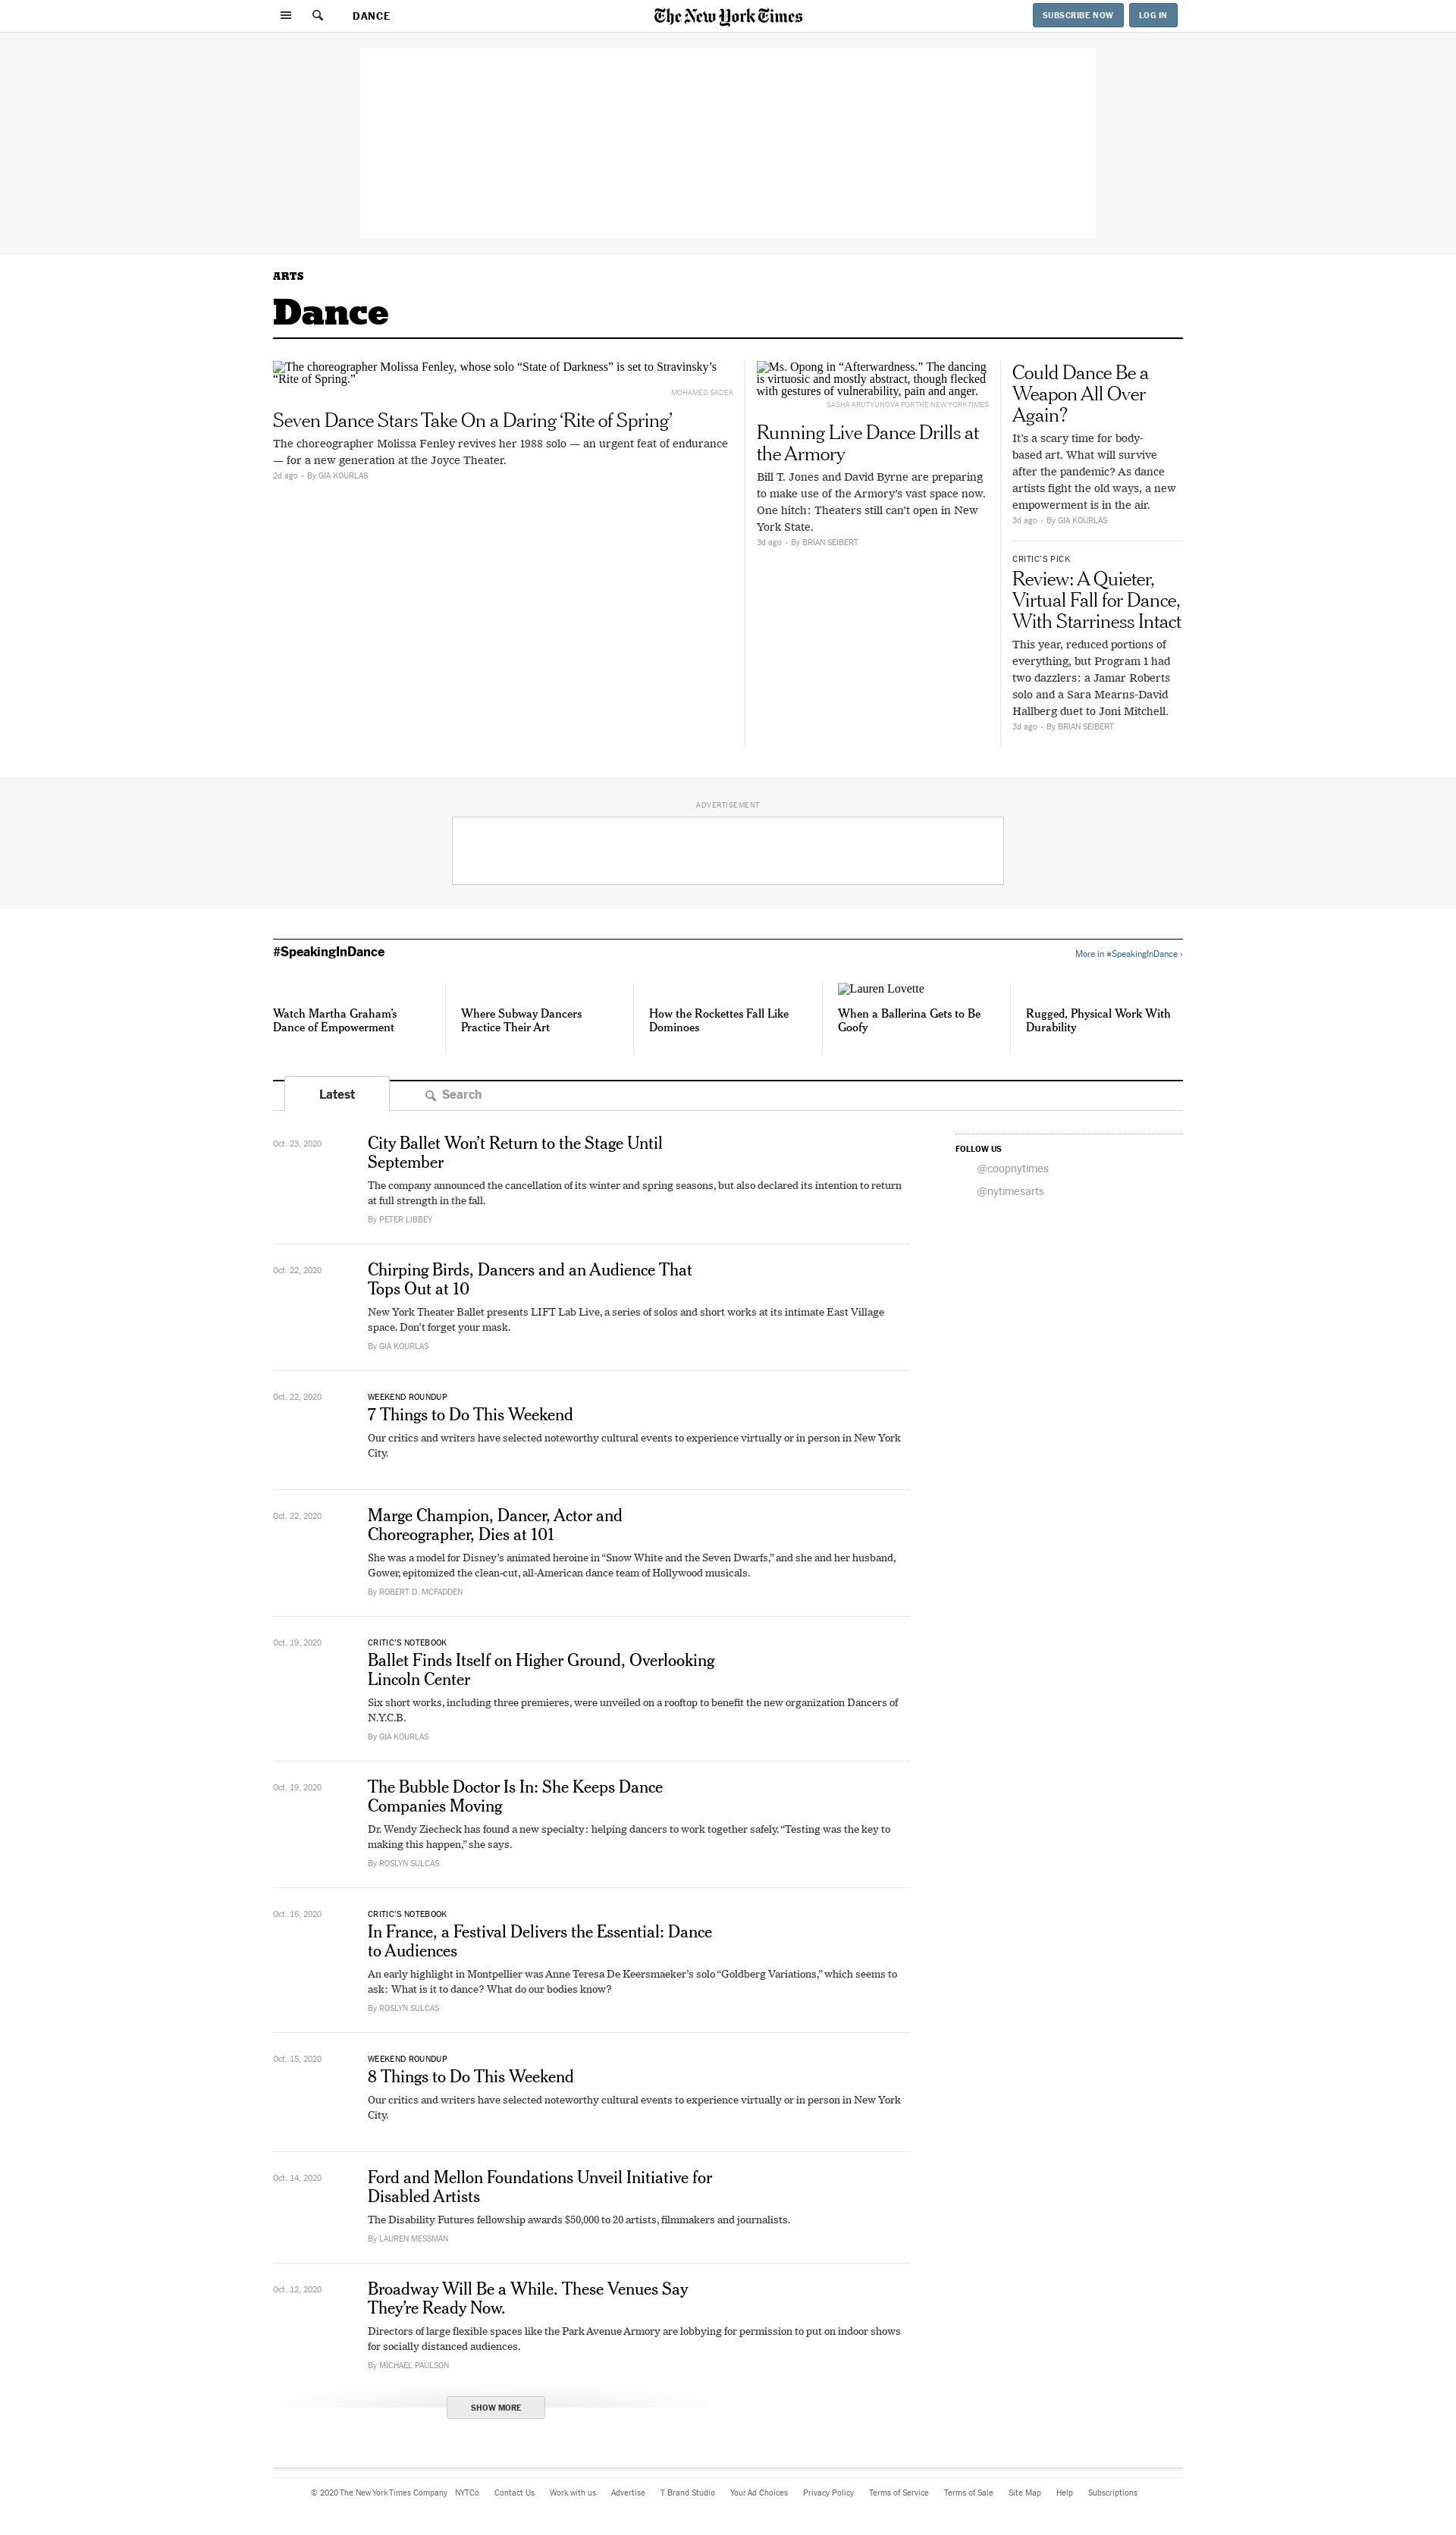 DANCE
The New York Times
SUBSCRIBE NOW
LOG IN
ARTS
Dance
The choreographer Molissa Fenley, whose solo “State of Darkness” is set to Stravinsky’s
“Rite of Spring.”
MOHAMED SADEK
Seven Dance Stars Take On a Daring ‘Rite of Spring’
The choreographer Molissa Fenley revives her 1988 solo — an urgent feat of endurance
— for a new generation at the Joyce Theater.
2d ago • By GIA KOURLAS
Ms. Opong in “Afterwardness.” The dancing
is virtuosic and mostly abstract, though flecked
with gestures of vulnerability, pain and anger.
SASHA ARUTYUNOVA FOR THE NEW YORK TIMES
Running Live Dance Drills at
the Armory
Bill T. Jones and David Byrne are preparing
to make use of the Armory’s vast space now.
One hitch: Theaters still can’t open in New
York State.
3d ago • By BRIAN SEIBERT
Could Dance Be a
Weapon All Over
Again?
It’s a scary time for body-
based art. What will survive
after the pandemic? As dance
artists fight the old ways, a new
empowerment is in the air.
3d ago • By GIA KOURLAS
CRITIC’S PICK
Review: A Quieter,
Virtual Fall for Dance,
With Starriness Intact
This year, reduced portions of
everything, but Program 1 had
two dazzlers: a Jamar Roberts
solo and a Sara Mearns-David
Hallberg duet to Joni Mitchell.
3d ago • By BRIAN SEIBERT
ADVERTISEMENT
#SpeakingInDance
More in #SpeakingInDance ›
Watch Martha Graham’s
Dance of Empowerment
Where Subway Dancers
Practice Their Art
How the Rockettes Fall Like
Dominoes
Lauren Lovette
When a Ballerina Gets to Be
Goofy
Rugged, Physical Work With
Durability
Latest
Search
Oct. 23, 2020
City Ballet Won’t Return to the Stage Until
September
The company announced the cancellation of its winter and spring seasons, but also declared its intention to return
at full strength in the fall.
By PETER LIBBEY
FOLLOW US
@coopnytimes
@nytimesarts
Oct. 22, 2020
Chirping Birds, Dancers and an Audience That
Tops Out at 10
New York Theater Ballet presents LIFT Lab Live, a series of solos and short works at its intimate East Village
space. Don’t forget your mask.
By GIA KOURLAS
Oct. 22, 2020
WEEKEND ROUNDUP
7 Things to Do This Weekend
Our critics and writers have selected noteworthy cultural events to experience virtually or in person in New York
City.
Oct. 22, 2020
Marge Champion, Dancer, Actor and
Choreographer, Dies at 101
She was a model for Disney’s animated heroine in “Snow White and the Seven Dwarfs,” and she and her husband,
Gower, epitomized the clean-cut, all-American dance team of Hollywood musicals.
By ROBERT D. MCFADDEN
Oct. 19, 2020
CRITIC’S NOTEBOOK
Ballet Finds Itself on Higher Ground, Overlooking
Lincoln Center
Six short works, including three premieres, were unveiled on a rooftop to benefit the new organization Dancers of
N.Y.C.B.
By GIA KOURLAS
Oct. 19, 2020
The Bubble Doctor Is In: She Keeps Dance
Companies Moving
Dr. Wendy Ziecheck has found a new specialty: helping dancers to work together safely. “Testing was the key to
making this happen,” she says.
By ROSLYN SULCAS
Oct. 16, 2020
CRITIC’S NOTEBOOK
In France, a Festival Delivers the Essential: Dance
to Audiences
An early highlight in Montpellier was Anne Teresa De Keersmaeker’s solo “Goldberg Variations,” which seems to
ask: What is it to dance? What do our bodies know?
By ROSLYN SULCAS
Oct. 15, 2020
WEEKEND ROUNDUP
8 Things to Do This Weekend
Our critics and writers have selected noteworthy cultural events to experience virtually or in person in New York
City.
Oct. 14, 2020
Ford and Mellon Foundations Unveil Initiative for
Disabled Artists
The Disability Futures fellowship awards $50,000 to 20 artists, filmmakers and journalists.
By LAUREN MESSMAN
Oct. 12, 2020
Broadway Will Be a While. These Venues Say
They’re Ready Now.
Directors of large flexible spaces like the Park Avenue Armory are lobbying for permission to put on indoor shows
for socially distanced audiences.
By MICHAEL PAULSON
SHOW MORE
© 2020 The New York Times Company NYTCo Contact Us Work with us Advertise T Brand Studio Your Ad Choices Privacy Policy Terms of Service Terms of Sale Site Map Help Subscriptions